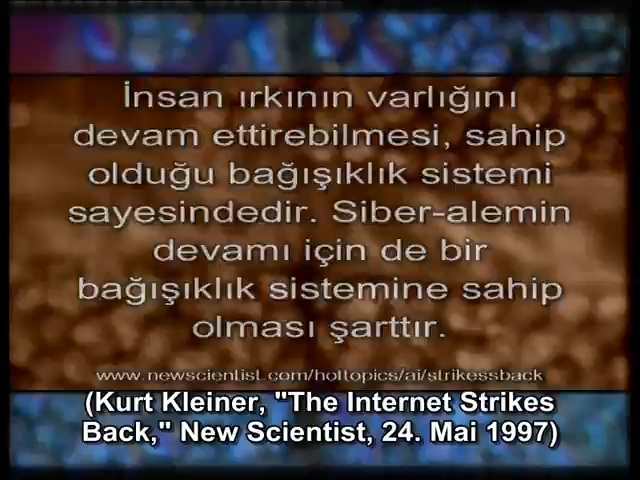 İnsan ırkının varlığını
devam ettirebilmesi, sahip
olduğu bağışıklık sistemi
sayesindedir. Siber-alemin
devamı için de bir
bağışıklık sistemine sahip
olması şarttır.
www.newscientist.com/hottopics/ai/strikessback
(Kurt Kleiner, "The Internet Strikes
Back," New Scientist, 24. Mai 1997)